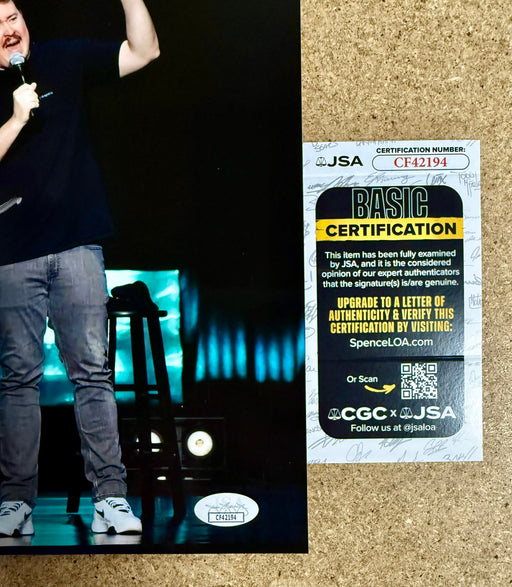 CERTIFICATION NUMBER:
JSA
CF42194
BASIC
CERTIFICATION
This item has been fully examined
by JSA, and it is the considered
opinion of our expert authenticators
that the signature(s) is/are genuine.
UPGRADE TO A LETTER OF
AUTHENTICITY & VERIFY THIS
CERTIFICATION BY VISITING:
SpenceLOA.com
Or Scan
CGC x JSA
Follow us at @jsaloa
CF42194